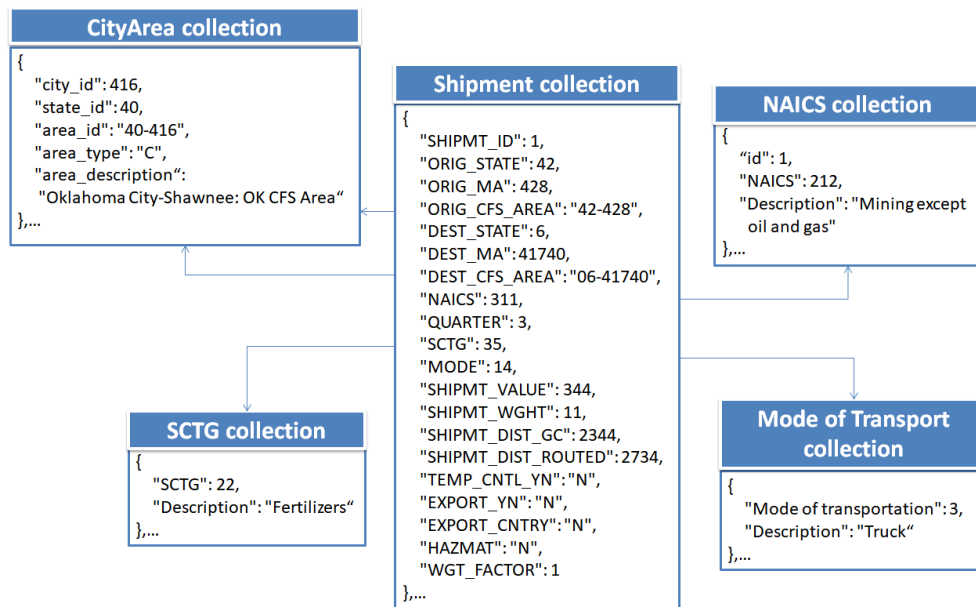 CityArea collection
{
"city_id": 416,
"state_id": 40,
"area_id": "40-416",
"area_type": "C",
"area_description“:
"Oklahoma City-Shawnee: OK CFS Area“
},...
Shipment collection
{
"SHIPMT_ID": 1,
"ORIG_STATE": 42,
"ORIG_MA": 428,
"ORIG_CFS_AREA": "42-428",
"DEST_STATE": 6,
"DEST_MA": 41740,
"DEST_CFS_AREA": "06-41740",
"NAICS": 311,
"QUARTER": 3,
"SCTG": 35,
"MODE": 14,
"SHIPMT_VALUE": 344,
"SHIPMT_WGHT": 11,
"SHIPMT_DIST_GC": 2344,
"SHIPMT_DIST_ROUTED": 2734,
"TEMP_CNTL_YN": "N",
"EXPORT_YN": "N",
"EXPORT_CNTRY": "N",
"HAZMAT": "N",
"WGT_FACTOR": 1
},...
NAICS collection
{
“id": 1,
"NAICS": 212,
"Description": "Mining except
oil and gas"
},...
SCTG collection
{
"SCTG": 22,
"Description": "Fertilizers“
},...
Mode of Transport
collection
{
"Mode of transportation": 3,
"Description": "Truck“
},...